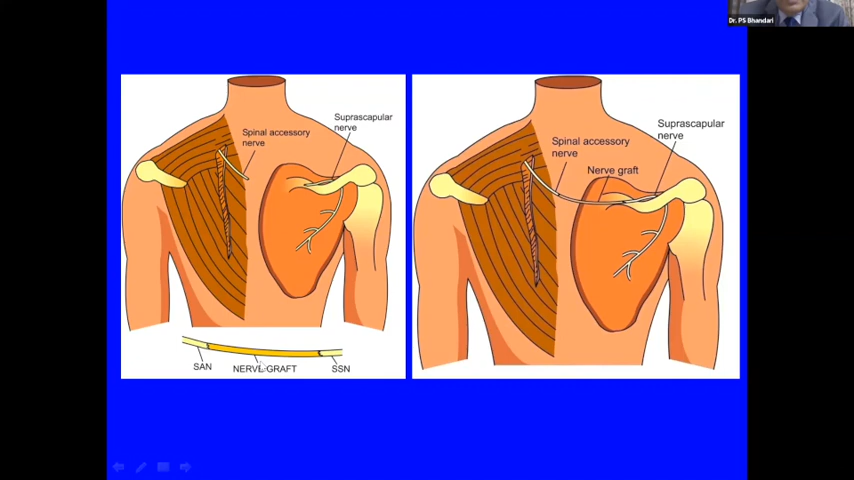 Dr. PS Bhandari
Suprascapular
nerve
Spinal accessory
nerve
SAN
NERVE GRAFT
SSN
Suprascapular
nerve
Spinal accessory
nerve
Nerve graft